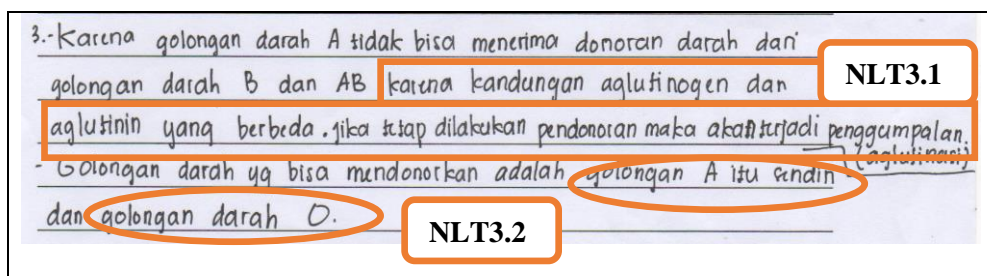 3.- Karena golongan darah A tidak bisa menerima donoran darah dari
golongan darah B dan AB karena kandungan aglutinogen dan
NLT3.1
aglutinin yang berbeda. jika tetap dilakukan pendonoran maka akan terjadi penggumpalan.
(aglutinasi)
- Golongan darah yg bisa mendonorkan adalah golongan A itu sendiri
dan golongan darah O.
NLT3.2